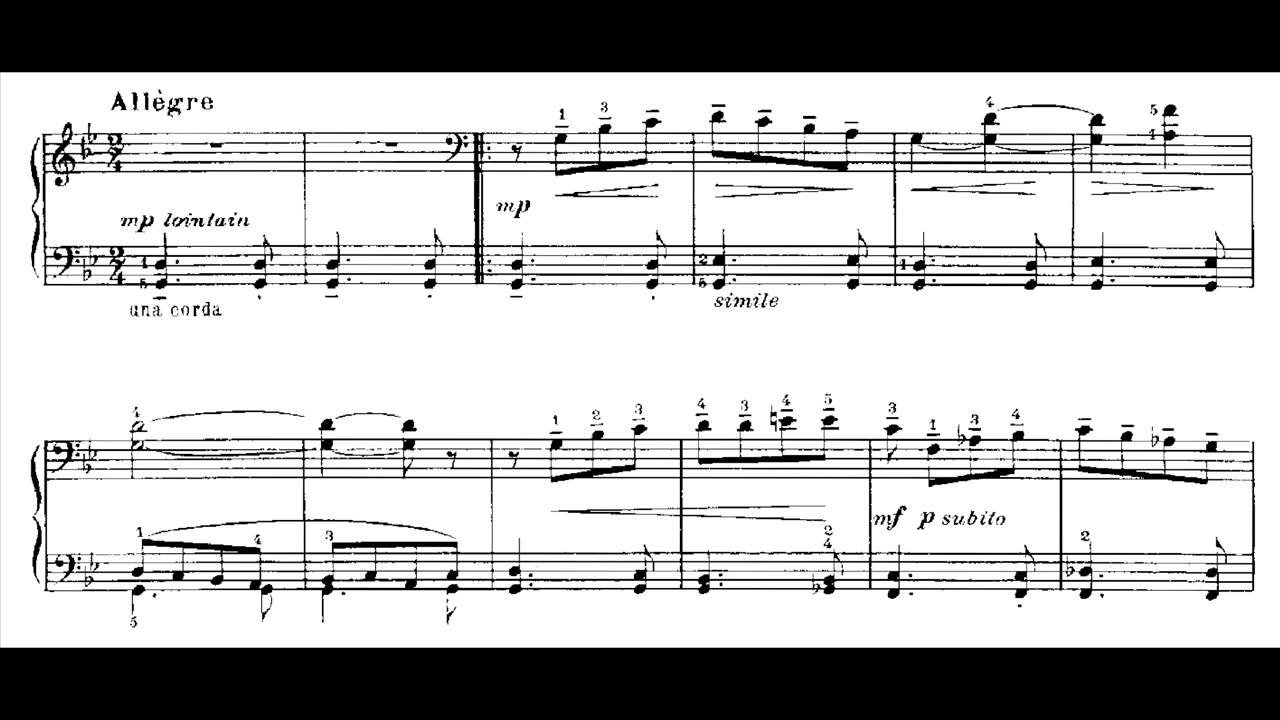 Allègre
mp lointain
una corda
mp
simile
mf p subito